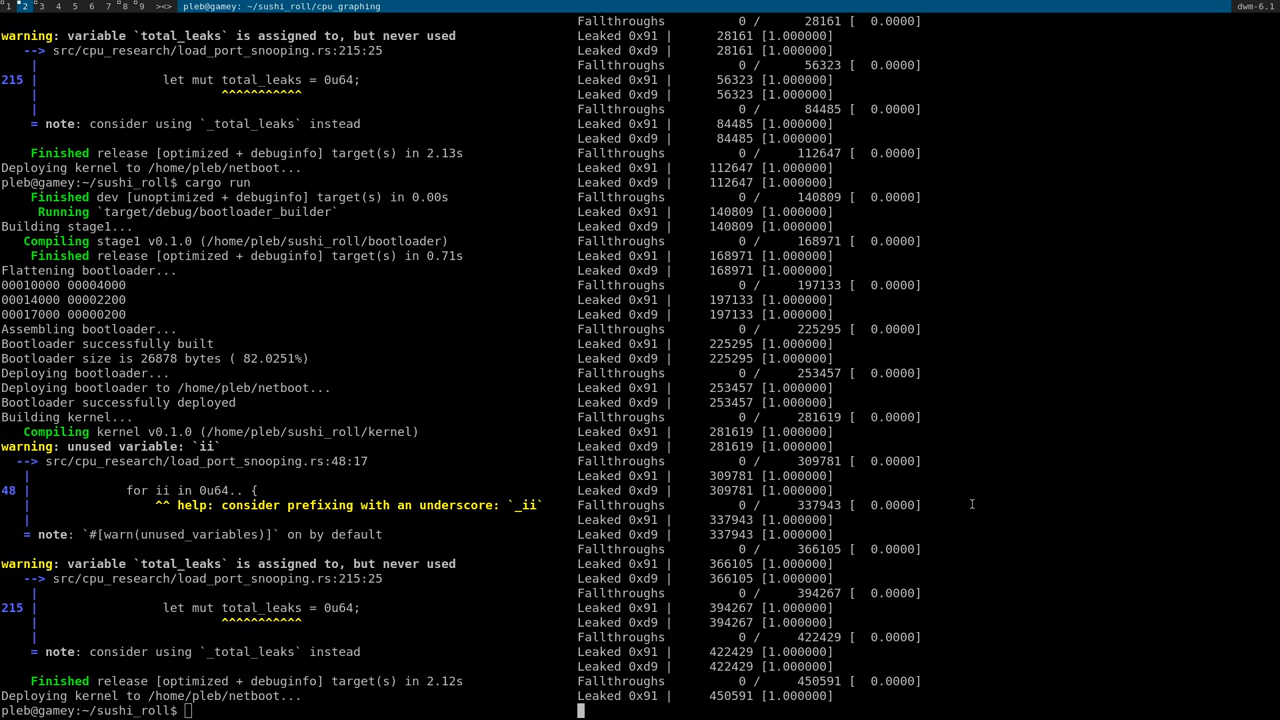 1 2 3 4 5 6 7 8 9 ><> pleb@gamey: ~/sushi_roll/cpu_graphing dwm-6.1
warning: variable `total_leaks` is assigned to, but never used
--> src/cpu_research/load_port_snooping.rs:215:25
|
215 | let mut total_leaks = 0u64;
| ^^^^^^^^^^^
|
= note: consider using `_total_leaks` instead
Finished release [optimized + debuginfo] target(s) in 2.13s
Deploying kernel to /home/pleb/netboot...
pleb@gamey:~/sushi_roll$ cargo run
Finished dev [unoptimized + debuginfo] target(s) in 0.00s
Running `target/debug/bootloader_builder`
Building stage1...
Compiling stage1 v0.1.0 (/home/pleb/sushi_roll/bootloader)
Finished release [optimized + debuginfo] target(s) in 0.71s
Flattening bootloader...
00010000 00004000
00014000 00002200
00017000 00000200
Assembling bootloader...
Bootloader successfully built
Bootloader size is 26878 bytes ( 82.0251%)
Deploying bootloader...
Deploying bootloader to /home/pleb/netboot...
Bootloader successfully deployed
Building kernel...
Compiling kernel v0.1.0 (/home/pleb/sushi_roll/kernel)
warning: unused variable: `ii`
--> src/cpu_research/load_port_snooping.rs:48:17
|
48 | for ii in 0u64.. {
| ^^ help: consider prefixing with an underscore: `_ii`
|
= note: `#[warn(unused_variables)]` on by default
warning: variable `total_leaks` is assigned to, but never used
--> src/cpu_research/load_port_snooping.rs:215:25
|
215 | let mut total_leaks = 0u64;
| ^^^^^^^^^^^
|
= note: consider using `_total_leaks` instead
Finished release [optimized + debuginfo] target(s) in 2.12s
Deploying kernel to /home/pleb/netboot...
pleb@gamey:~/sushi_roll$
Fallthroughs 0 / 28161 [ 0.0000]
Leaked 0x91 | 28161 [1.000000]
Leaked 0xd9 | 28161 [1.000000]
Fallthroughs 0 / 56323 [ 0.0000]
Leaked 0x91 | 56323 [1.000000]
Leaked 0xd9 | 56323 [1.000000]
Fallthroughs 0 / 84485 [ 0.0000]
Leaked 0x91 | 84485 [1.000000]
Leaked 0xd9 | 84485 [1.000000]
Fallthroughs 0 / 112647 [ 0.0000]
Leaked 0x91 | 112647 [1.000000]
Leaked 0xd9 | 112647 [1.000000]
Fallthroughs 0 / 140809 [ 0.0000]
Leaked 0x91 | 140809 [1.000000]
Leaked 0xd9 | 140809 [1.000000]
Fallthroughs 0 / 168971 [ 0.0000]
Leaked 0x91 | 168971 [1.000000]
Leaked 0xd9 | 168971 [1.000000]
Fallthroughs 0 / 197133 [ 0.0000]
Leaked 0x91 | 197133 [1.000000]
Leaked 0xd9 | 197133 [1.000000]
Fallthroughs 0 / 225295 [ 0.0000]
Leaked 0x91 | 225295 [1.000000]
Leaked 0xd9 | 225295 [1.000000]
Fallthroughs 0 / 253457 [ 0.0000]
Leaked 0x91 | 253457 [1.000000]
Leaked 0xd9 | 253457 [1.000000]
Fallthroughs 0 / 281619 [ 0.0000]
Leaked 0x91 | 281619 [1.000000]
Leaked 0xd9 | 281619 [1.000000]
Fallthroughs 0 / 309781 [ 0.0000]
Leaked 0x91 | 309781 [1.000000]
Leaked 0xd9 | 309781 [1.000000]
Fallthroughs 0 / 337943 [ 0.0000]
Leaked 0x91 | 337943 [1.000000]
Leaked 0xd9 | 337943 [1.000000]
Fallthroughs 0 / 366105 [ 0.0000]
Leaked 0x91 | 366105 [1.000000]
Leaked 0xd9 | 366105 [1.000000]
Fallthroughs 0 / 394267 [ 0.0000]
Leaked 0x91 | 394267 [1.000000]
Leaked 0xd9 | 394267 [1.000000]
Fallthroughs 0 / 422429 [ 0.0000]
Leaked 0x91 | 422429 [1.000000]
Leaked 0xd9 | 422429 [1.000000]
Fallthroughs 0 / 450591 [ 0.0000]
Leaked 0x91 | 450591 [1.000000]